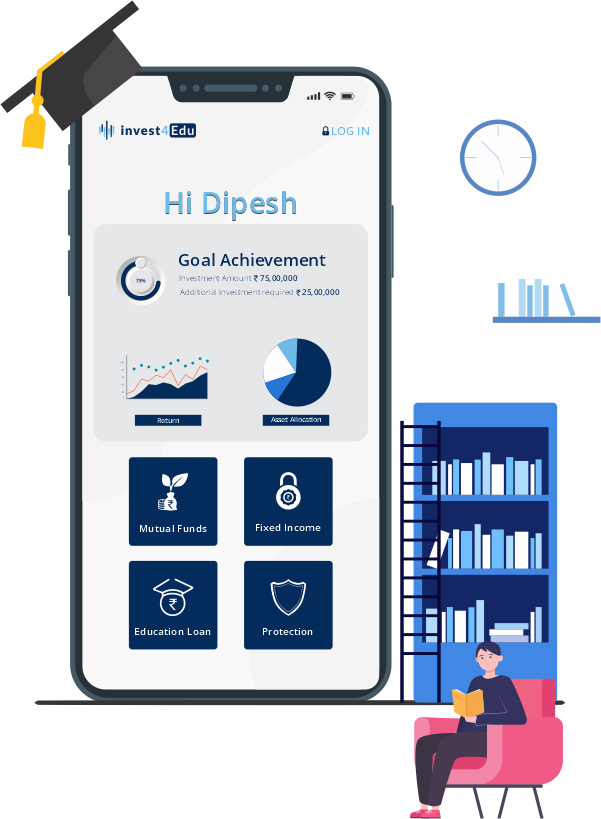 invest4Edu
LOG IN
Hi Dipesh
Goal Achievement
Investment Amount ₹ 75,00,000
75%
Additional Investment required ₹ 25,00,000
Return
Asset Allocation
Mutual Funds
Fixed Income
Education Loan
Protection